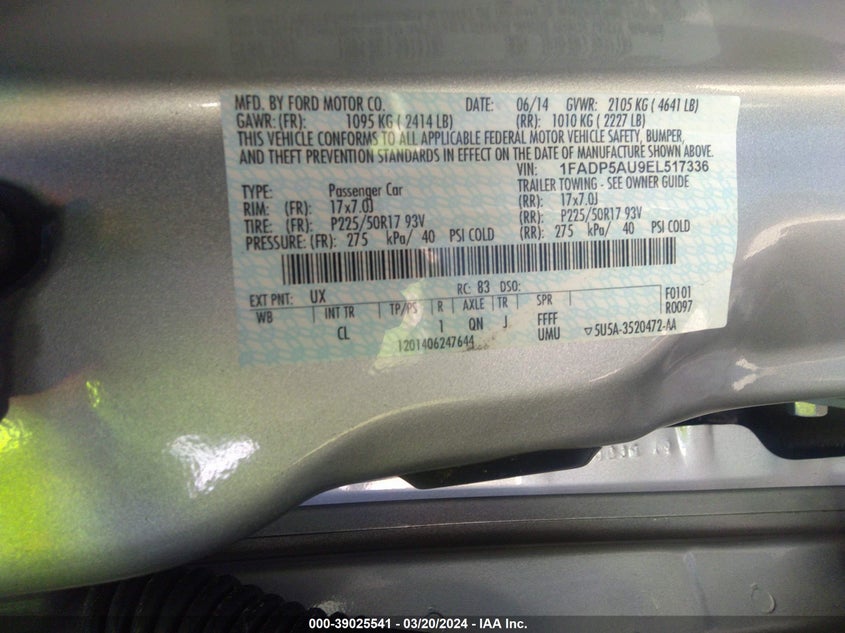 MFD. BY FORD MOTOR CO. DATE: 06/14 GVWR: 2105 KG ( 4641 LB)
GAWR: (FR): 1095 KG ( 2414 LB) (RR): 1010 KG ( 2227 LB)
THIS VEHICLE CONFORMS TO ALL APPLICABLE FEDERAL MOTOR VEHICLE SAFETY, BUMPER,
AND THEFT PREVENTION STANDARDS IN EFFECT ON THE DATE OF MANUFACTURE SHOWN ABOVE.
VIN: 1FADP5AU9EL517336
TYPE: Passenger Car TRAILER TOWING - SEE OWNER GUIDE
RIM: (FR): 17x7.0J (RR): 17x7.0J
TIRE: (FR): P225/50R17 93V (RR): P225/50R17 93V
PRESSURE: (FR): 275 kPa/ 40 PSI COLD (RR): 275 kPa/ 40 PSI COLD
EXT PNT: UX RC: 83 DSO: F0101
WB INT TR TP/PS R AXLE TR SPR R0097
CL 1 QN J FFFF
UMU ▽5U5A-3520472-AA
1201406247644
000-39025541 / 03/20/2024 - IAA Inc.